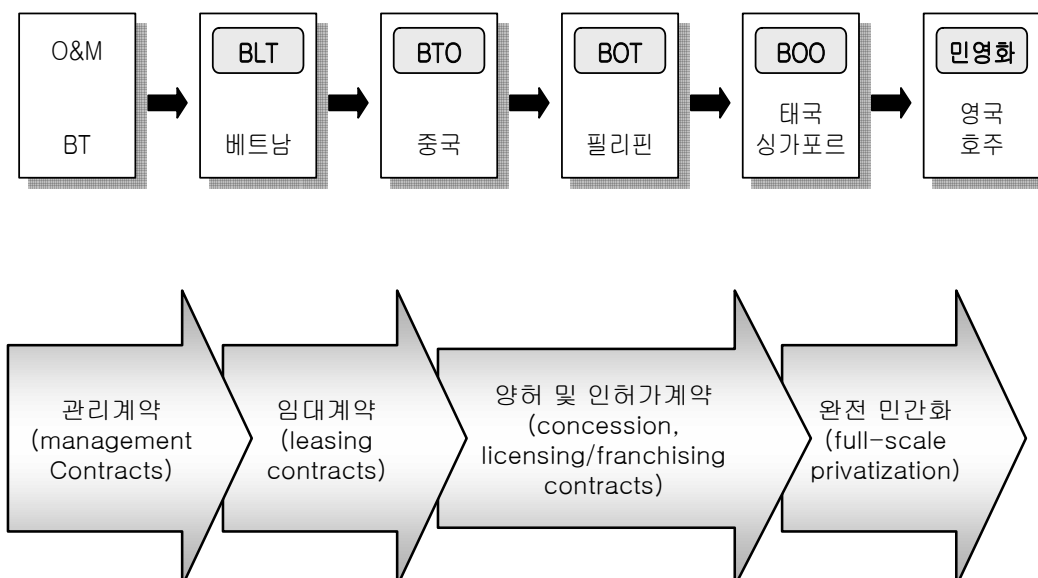 O&M
BT
BLT
베트남
BTO
중국
BOT
필리핀
BOO
태국
싱가포르
민영화
영국
호주
관리계약
(management
Contracts)
임대계약
(leasing
contracts)
양허 및 인허가계약
(concession,
licensing/franchising
contracts)
완전 민간화
(full-scale
privatization)